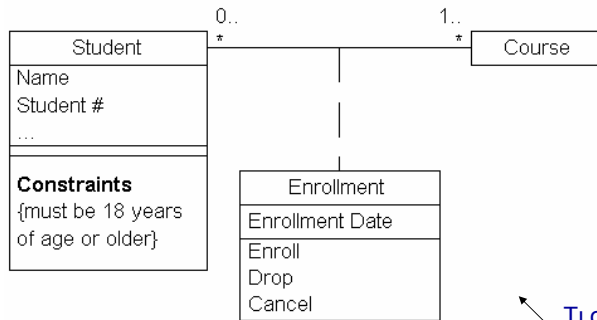 0.. 1..
* *
Student
Course
Name
Student #
...
Constraints
{must be 18 years
of age or older}
Enrollment
Enrollment Date
Enroll
Drop
Cancel